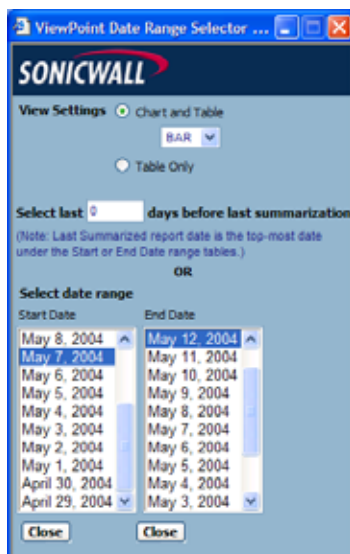 ViewPoint Date Range Selector ...
SONICWALL
View Settings Chart and Table
BAR
Table Only
Select last 0 days before last summarization
(Note: Last Summarized report date is the top-most date
under the Start or End Date range tables.)
OR
Select date range
Start Date End Date
May 8, 2004 May 12, 2004
May 7, 2004 May 11, 2004
May 6, 2004 May 10, 2004
May 5, 2004 May 9, 2004
May 4, 2004 May 8, 2004
May 3, 2004 May 7, 2004
May 2, 2004 May 6, 2004
May 1, 2004 May 5, 2004
April 30, 2004 May 4, 2004
April 29, 2004 May 3, 2004
Close Close